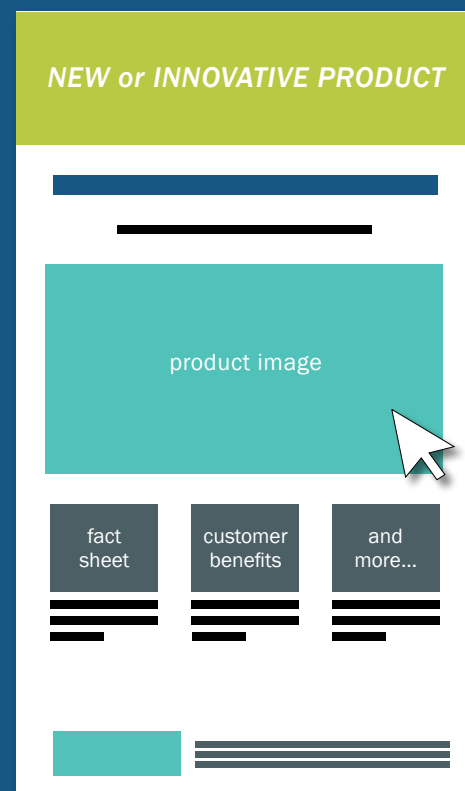 NEW or INNOVATIVE PRODUCT
product image
fact
sheet
customer
benefits
and
more...